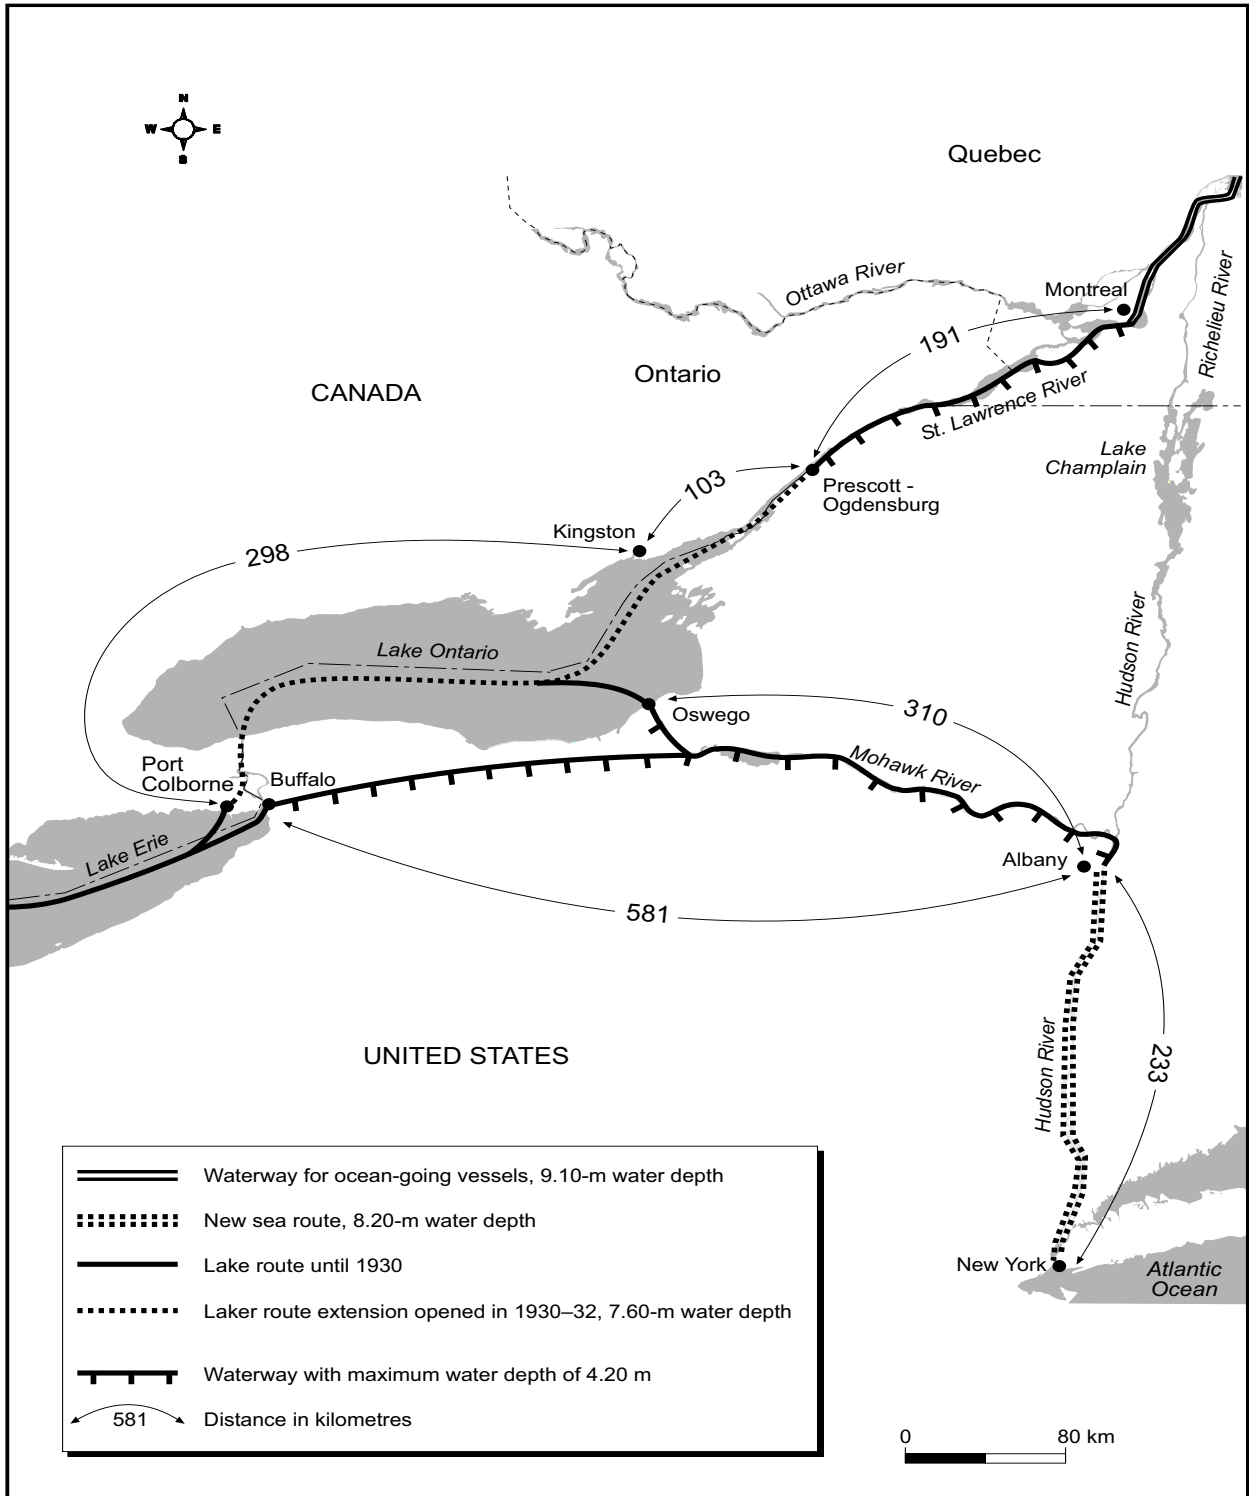 N
W E
S
Quebec
Ottawa River
Montreal
Richelieu River
191
Ontario
CANADA
St. Lawrence River
Lake
Champlain
103
Prescott -
Ogdensburg
Kingston
298
Hudson River
Lake Ontario
Oswego
310
Port
Colborne
Buffalo
Mohawk River
Lake Erie
Albany
581
UNITED STATES
Hudson River
233
New York
Atlantic
Ocean
Waterway for ocean-going vessels, 9.10-m water depth
New sea route, 8.20-m water depth
Lake route until 1930
Laker route extension opened in 1930–32, 7.60-m water depth
Waterway with maximum water depth of 4.20 m
581 Distance in kilometres
0 80 km